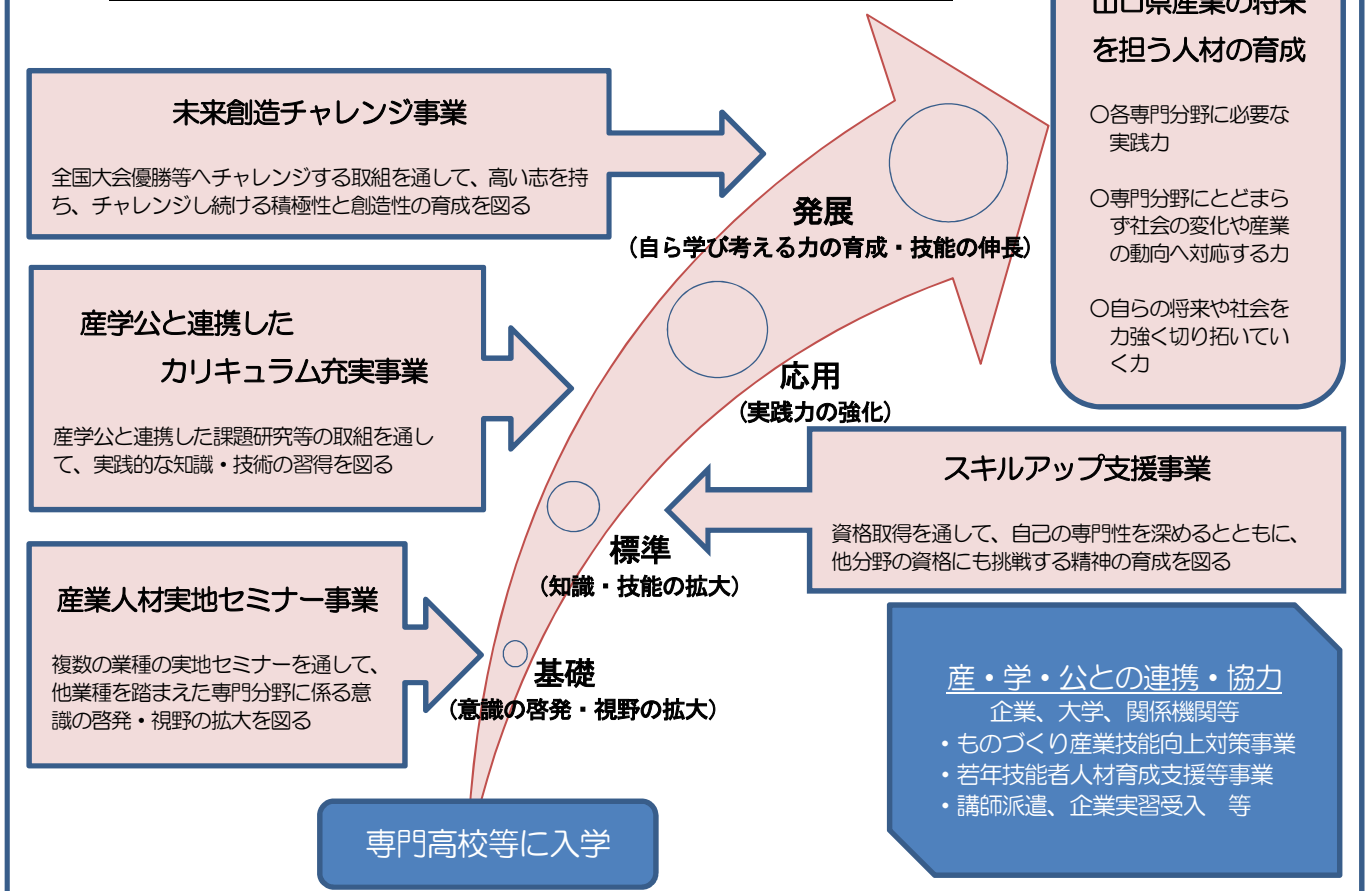 山口県産業の将来
を担う人材の育成
〇各専門分野に必要な
実践力
〇専門分野にとどまら
ず社会の変化や産業
の動向へ対応する力
〇自らの将来や社会を
力強く切り拓いてい
く力
未来創造チャレンジ事業
全国大会優勝等へチャレンジする取組を通して、高い志を持
ち、チャレンジし続ける積極性と創造性の育成を図る
発展
（自ら学び考える力の育成・技能の伸長）
産学公と連携した
カリキュラム充実事業
産学公と連携した課題研究等の取組を通し
て、実践的な知識・技術の習得を図る
応用
（実践力の強化）
スキルアップ支援事業
資格取得を通して、自己の専門性を深めるとともに、
他分野の資格にも挑戦する精神の育成を図る
標準
（知識・技能の拡大）
産業人材実地セミナー事業
複数の業種の実地セミナーを通して、
他業種を踏まえた専門分野に係る意
識の啓発・視野の拡大を図る
基礎
（意識の啓発・視野の拡大）
産・学・公との連携・協力
企業、大学、関係機関等
・ものづくり産業技能向上対策事業
・若年技能者人材育成支援等事業
・講師派遣、企業実習受入　等
専門高校等に入学